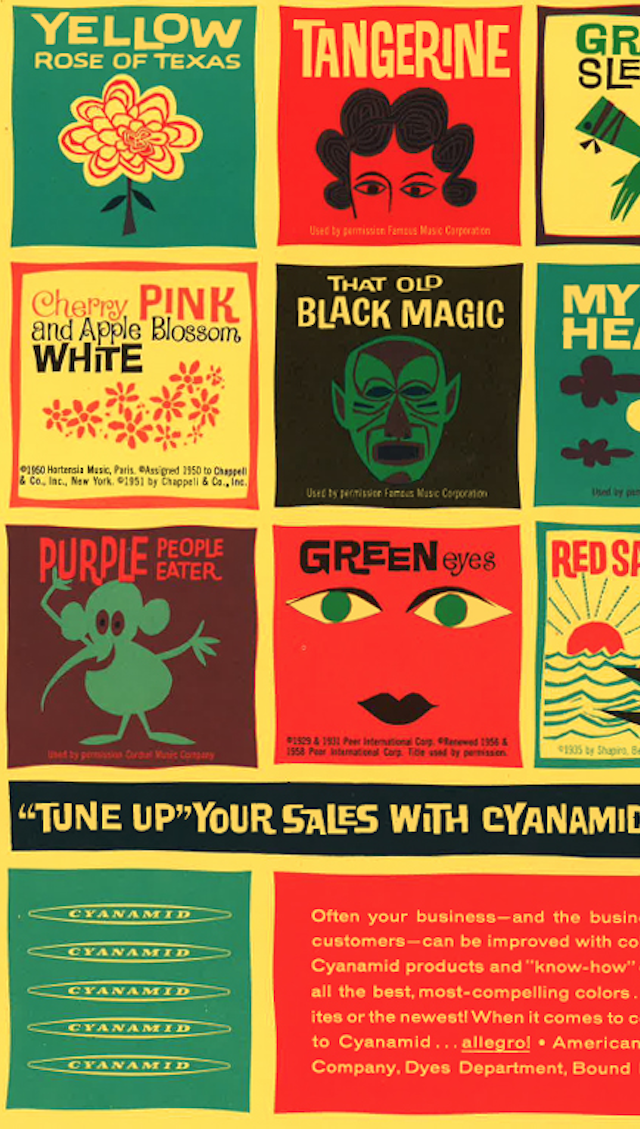 YELLOW
ROSE OF TEXAS
TANGERINE
Used by permission Famous Music Corporation
GR
SLE
Cherry PINK
and Apple Blossom
WHITE
©1950 Hortensia Music, Paris. ©Assigned 1950 to Chappell
& Co., Inc., New York. ©1951 by Chappell & Co., Inc.
THAT OLD
BLACK MAGIC
Used by permission Famous Music Corporation
MY
HEA
Used by per
PURPLE PEOPLE
EATER
Used by permission Cordial Music Company
GREEN eyes
©1929 & 1931 Peer International Corp. ©Renewed 1956 &
1958 Peer International Corp. Title used by permission.
RED SA
©1935 by Shapiro, Be
“TUNE UP” YOUR SALES WITH CYANAMID
CYANAMID
CYANAMID
CYANAMID
CYANAMID
CYANAMID
Often your business—and the busin
customers—can be improved with co
Cyanamid products and “know-how”
all the best, most-compelling colors .
ites or the newest! When it comes to c
to Cyanamid ... allegro! • American
Company, Dyes Department, Bound